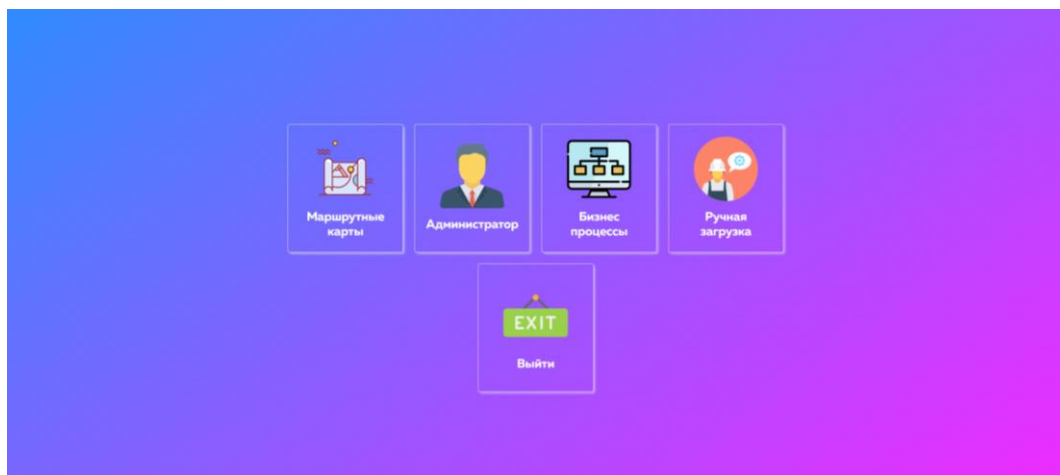 Маршрутные
карты
Администратор
Бизнес
процессы
Ручная
загрузка
EXIT
Выйти